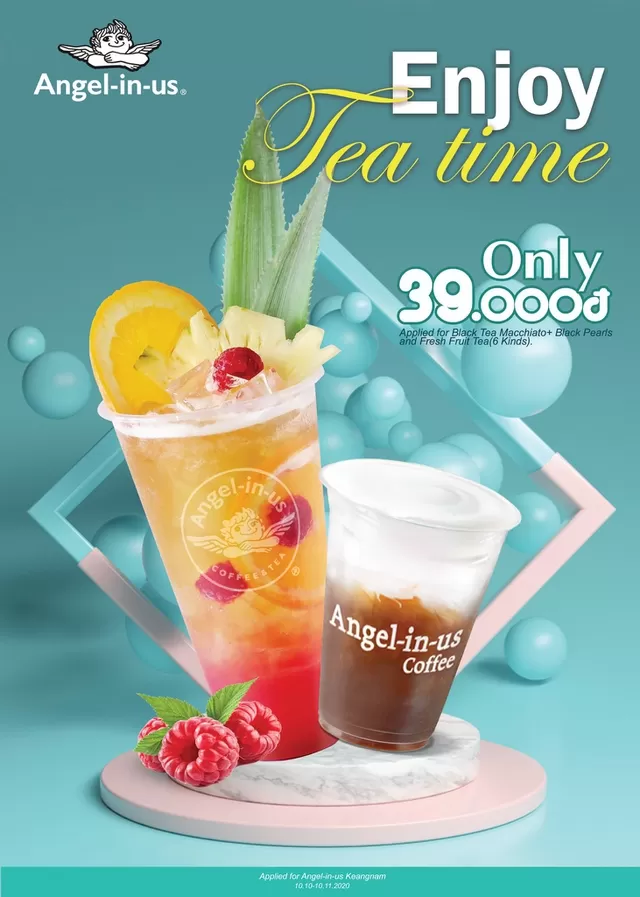 Angel-in-us®
Enjoy
Tea time
Only
39.000đ
Applied for Black Tea Macchiato+ Black Pearls
and Fresh Fruit Tea(6 Kinds).
Angel-in-us
COFFEE & TEA
®
Angel-in-us
Coffee
Applied for Angel-in-us Keangnam
10.10-10.11.2020